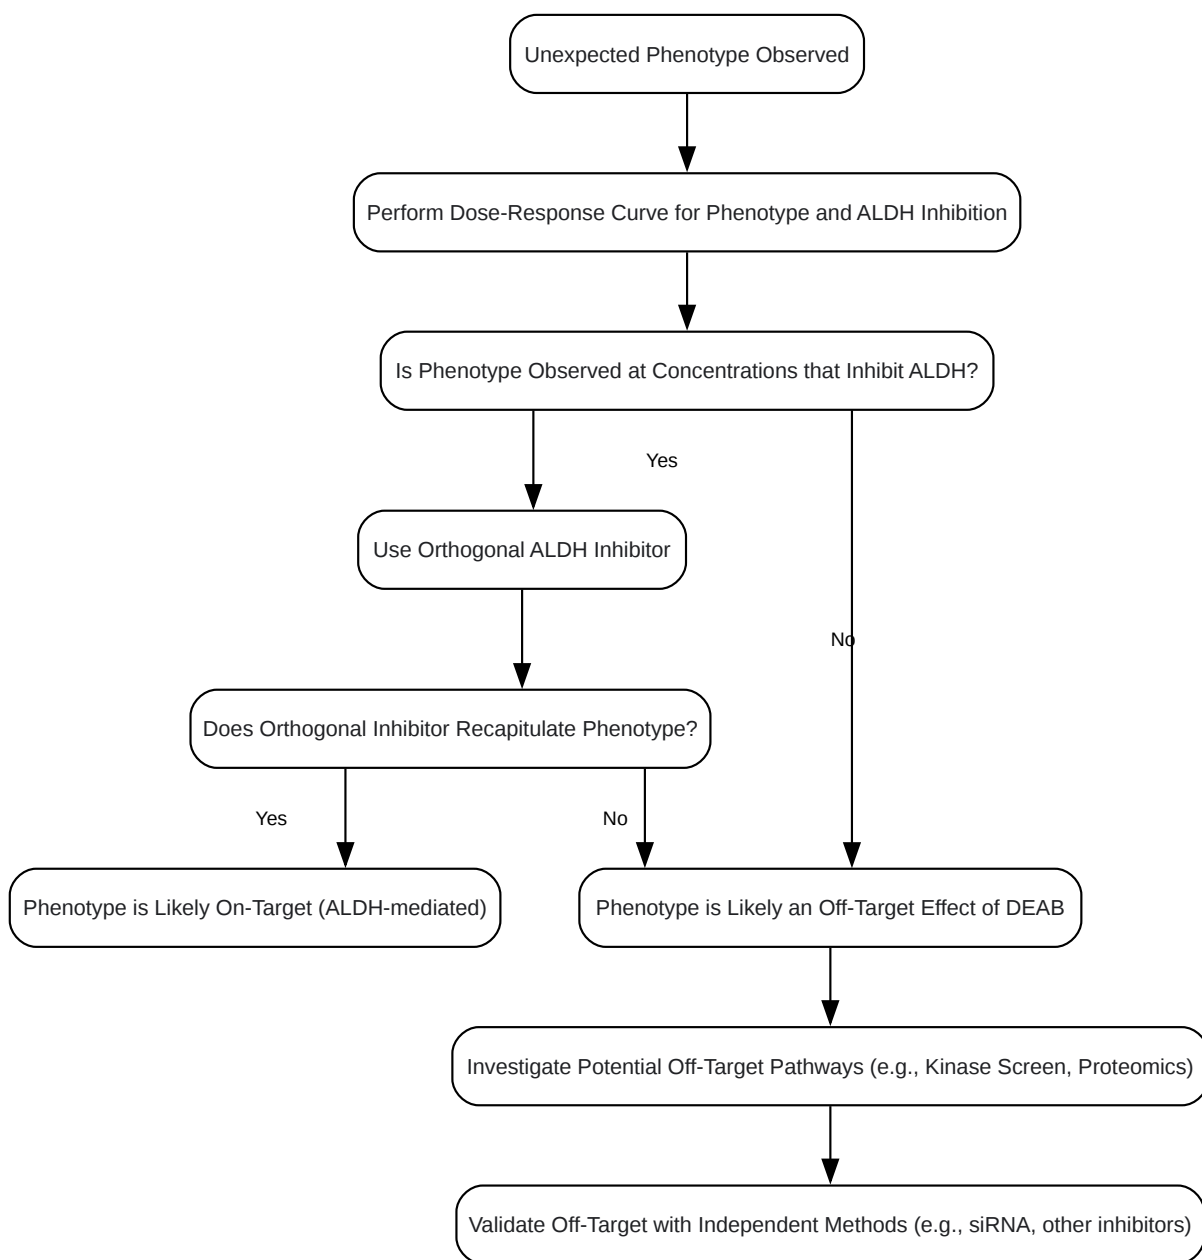 Unexpected Phenotype Observed
Perform Dose-Response Curve for Phenotype and ALDH Inhibition
Is Phenotype Observed at Concentrations that Inhibit ALDH?
Yes
Use Orthogonal ALDH Inhibitor
No
Does Orthogonal Inhibitor Recapitulate Phenotype?
Yes
No
Phenotype is Likely On-Target (ALDH-mediated)
Phenotype is Likely an Off-Target Effect of DEAB
Investigate Potential Off-Target Pathways (e.g., Kinase Screen, Proteomics)
Validate Off-Target with Independent Methods (e.g., siRNA, other inhibitors)